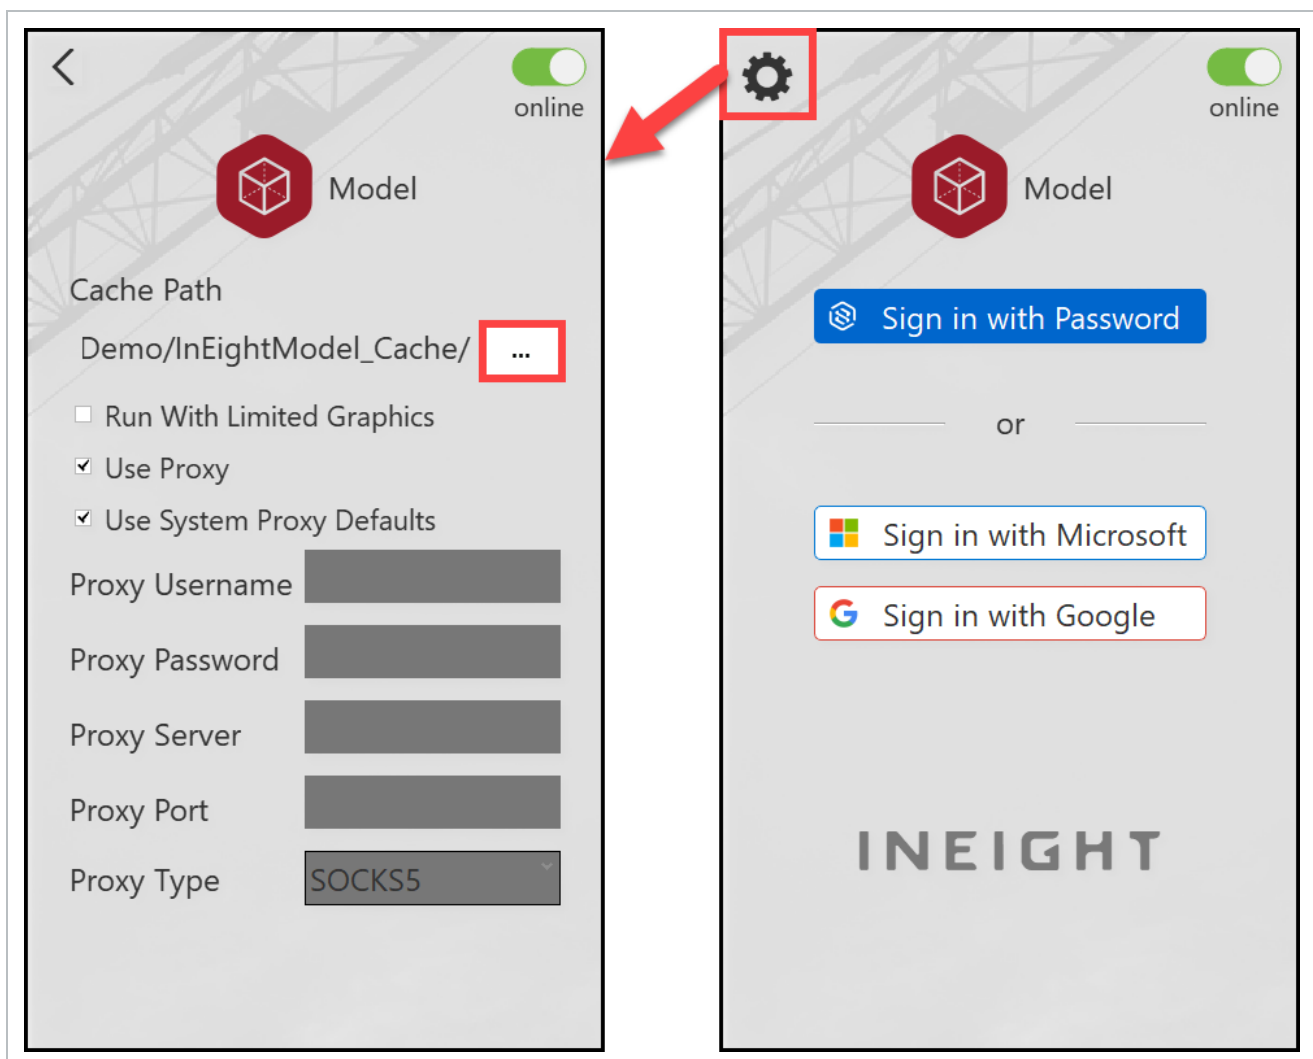 online
Model
Cache Path
Demo/InEightModel_Cache/ ...
Run With Limited Graphics
Use Proxy
Use System Proxy Defaults
Proxy Username
Proxy Password
Proxy Server
Proxy Port
Proxy Type SOCKS5
online
Model
Sign in with Password
or
Sign in with Microsoft
Sign in with Google
INEIGHT